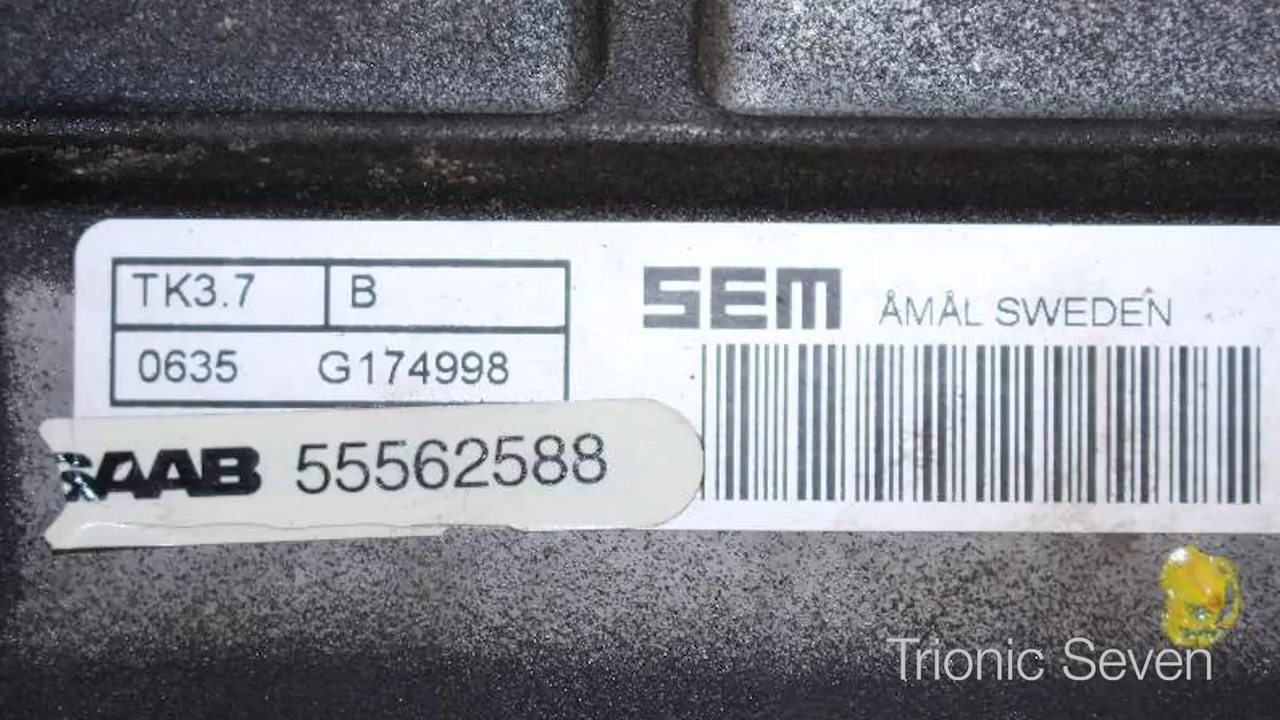 TK3.7 B
0635 G174998
SEM ÅMÅL SWEDEN
SAAB 55562588
Trionic Seven